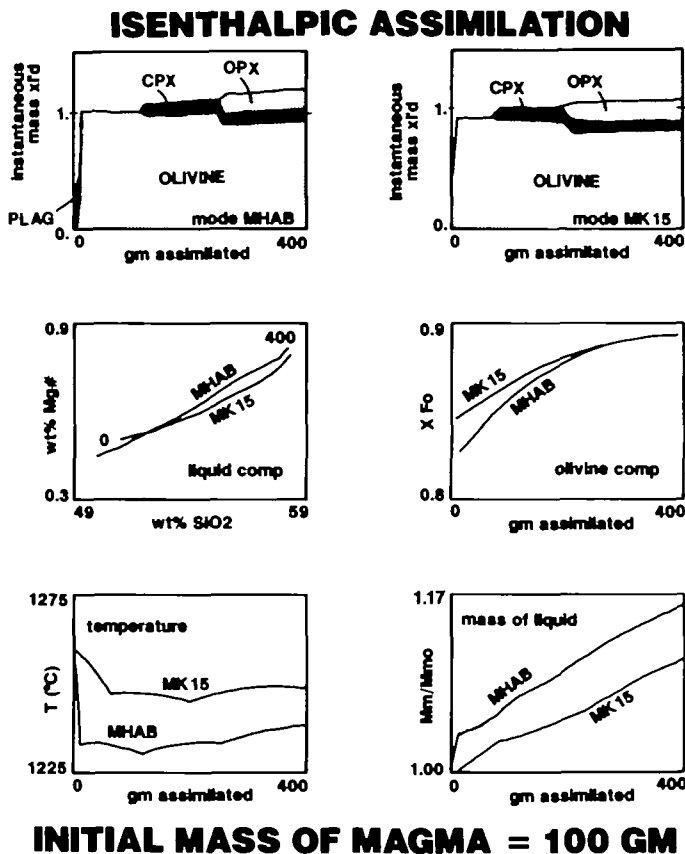 ISENTHALPIC ASSIMILATION
Instantaneous mass xl'd
1.
0.
CPX
OPX
OLIVINE
PLAG
mode MHAB
0
400
gm assimilated
Instantaneous mass xl'd
1.
0.
CPX
OPX
OLIVINE
mode MK15
0
400
gm assimilated
wt% Mg#
0.9
0.3
400
MHAB
MK15
0
liquid comp
49
59
wt% SiO2
X Fo
0.9
0.8
MK15
MHAB
olivine comp
0
400
gm assimilated
T (°C)
1275
1225
temperature
MK15
MHAB
0
400
gm assimilated
Mm/Mmo
1.17
1.00
mass of liquid
MHAB
MK15
0
400
gm assimilated
INITIAL MASS OF MAGMA = 100 GM